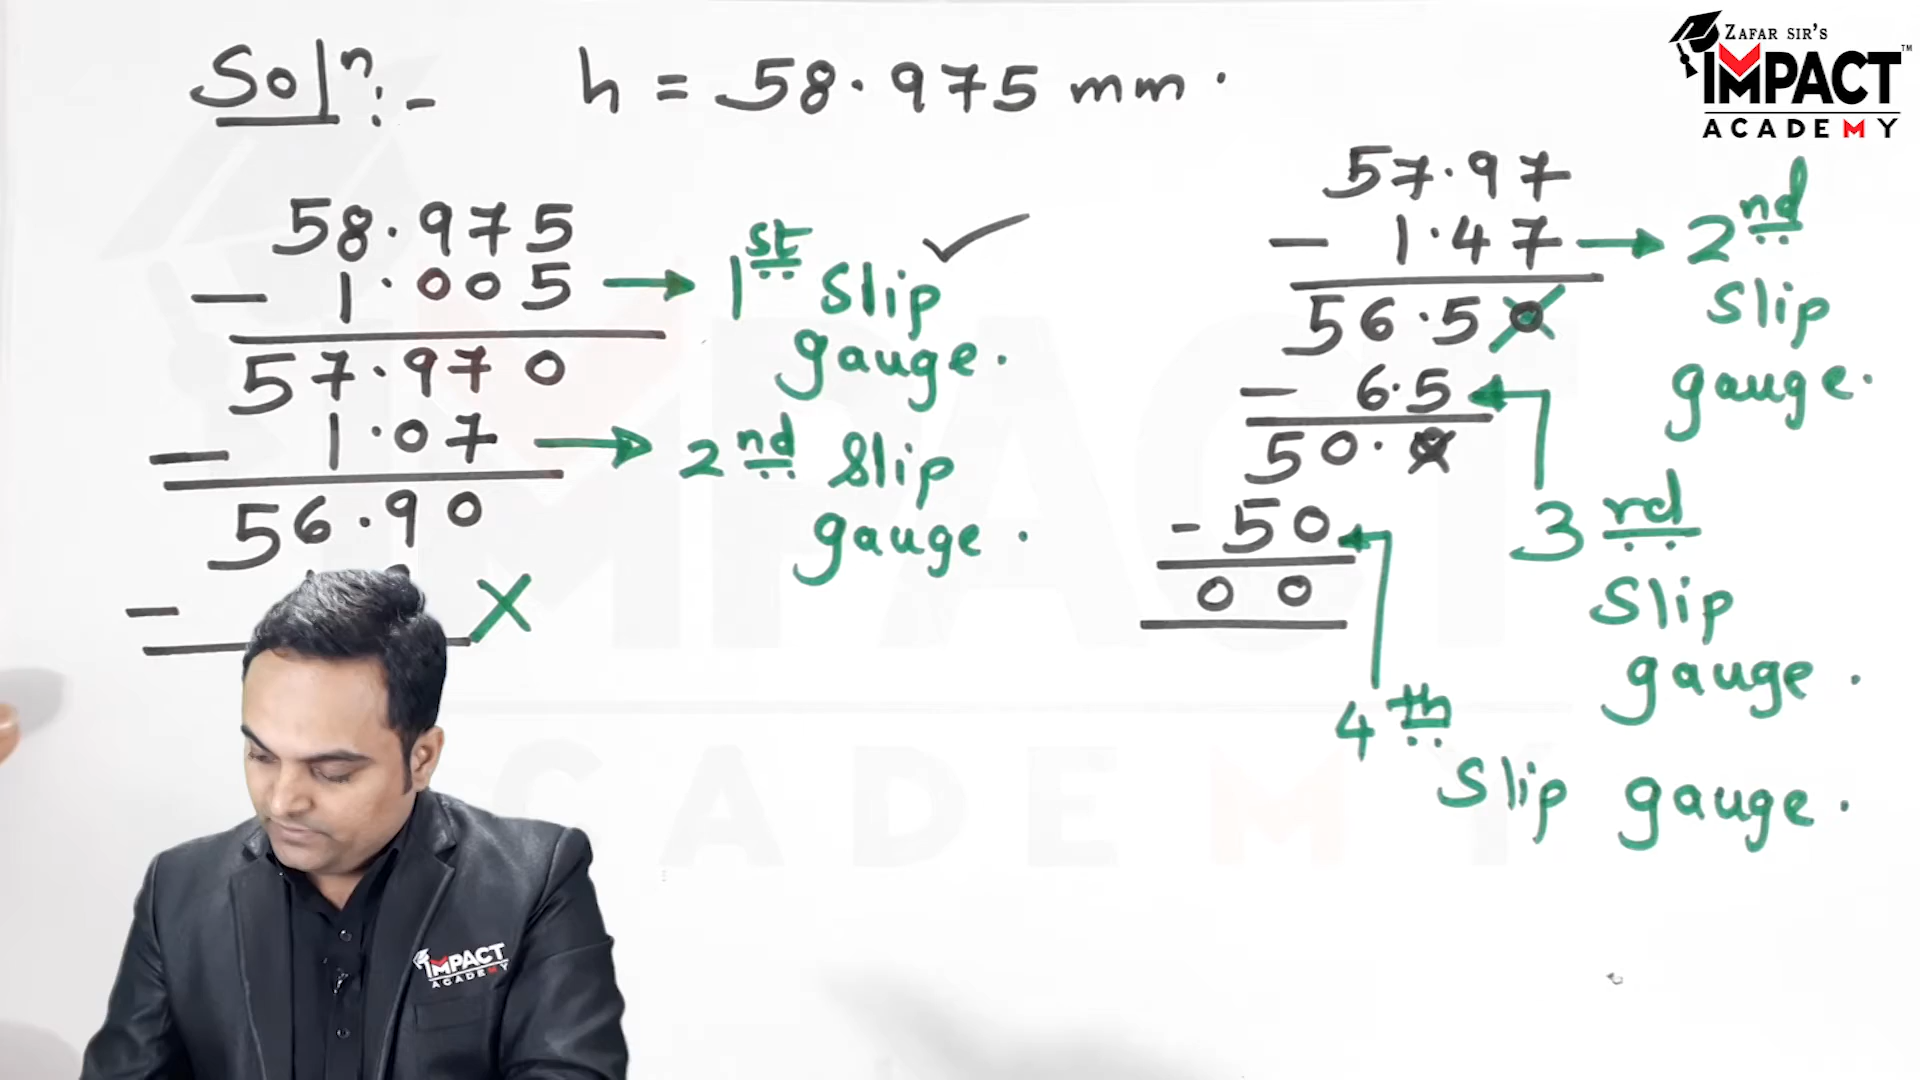 Solⁿ:- h = 58.975 mm.
ZAFAR SIR'S
IMPACT™
ACADEMY
58.975
− 1.005 → 1st Slip gauge. ✓
57.970
− 1.07 → 2nd Slip gauge.
56.90
− X
57.97
− 1.47 → 2nd Slip gauge.
56.50
− 6.5
50.0
3rd Slip gauge.
- 50
00
4th Slip gauge.
IMPACT
ACADEMY
IMPACT
ACADEMY